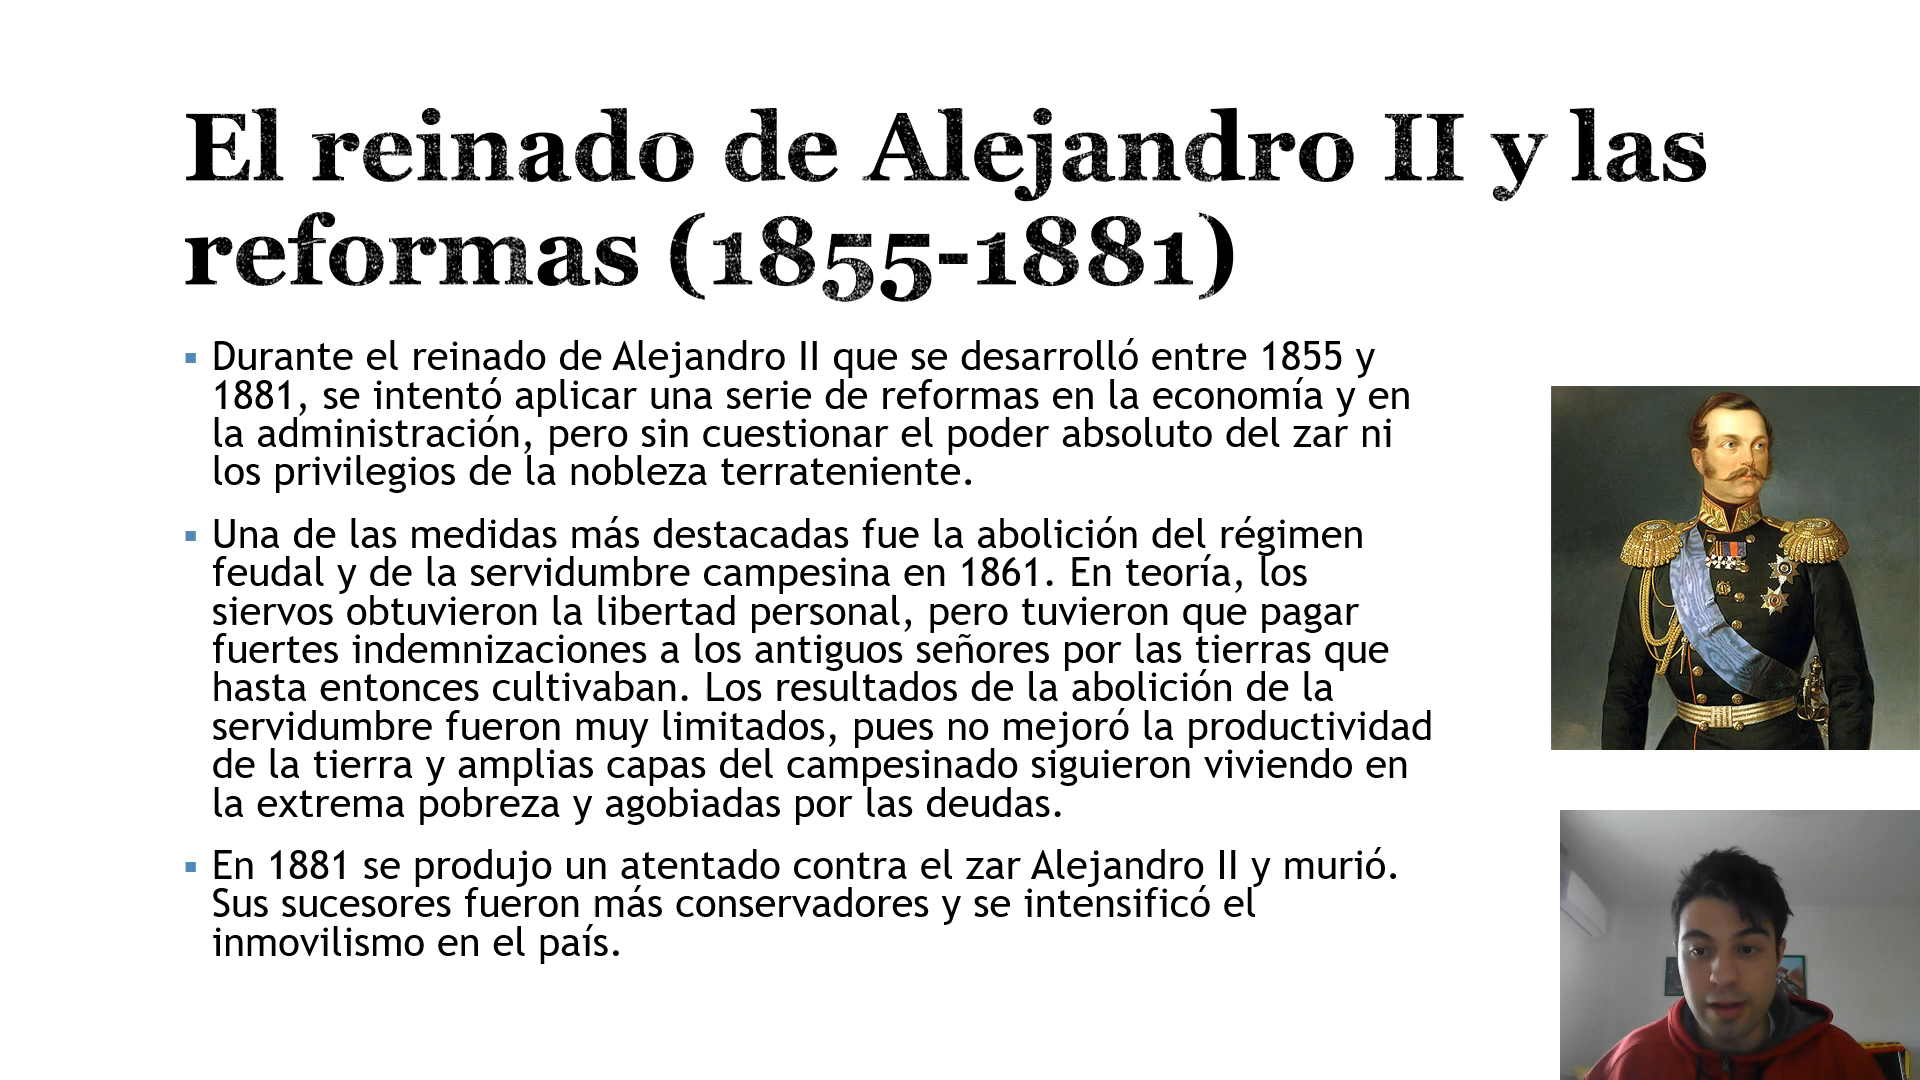 El reinado de Alejandro II y las
reformas (1855-1881)
▪ Durante el reinado de Alejandro II que se desarrolló entre 1855 y
1881, se intentó aplicar una serie de reformas en la economía y en
la administración, pero sin cuestionar el poder absoluto del zar ni
los privilegios de la nobleza terrateniente.
▪ Una de las medidas más destacadas fue la abolición del régimen
feudal y de la servidumbre campesina en 1861. En teoría, los
siervos obtuvieron la libertad personal, pero tuvieron que pagar
fuertes indemnizaciones a los antiguos señores por las tierras que
hasta entonces cultivaban. Los resultados de la abolición de la
servidumbre fueron muy limitados, pues no mejoró la productividad
de la tierra y amplias capas del campesinado siguieron viviendo en
la extrema pobreza y agobiadas por las deudas.
▪ En 1881 se produjo un atentado contra el zar Alejandro II y murió.
Sus sucesores fueron más conservadores y se intensificó el
inmovilismo en el país.